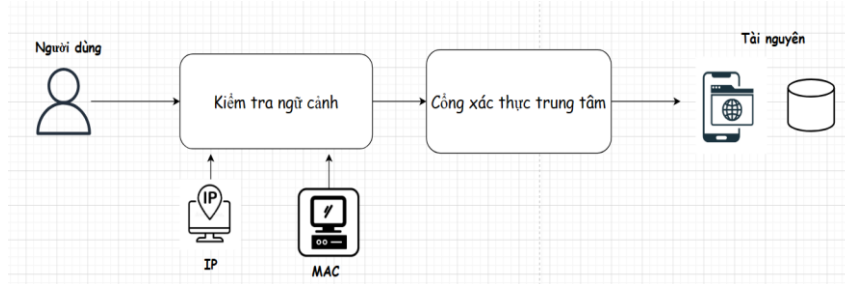 Người dùng
Tài nguyên
Kiểm tra ngữ cảnh
Cổng xác thực trung tâm
IP
IP
MAC